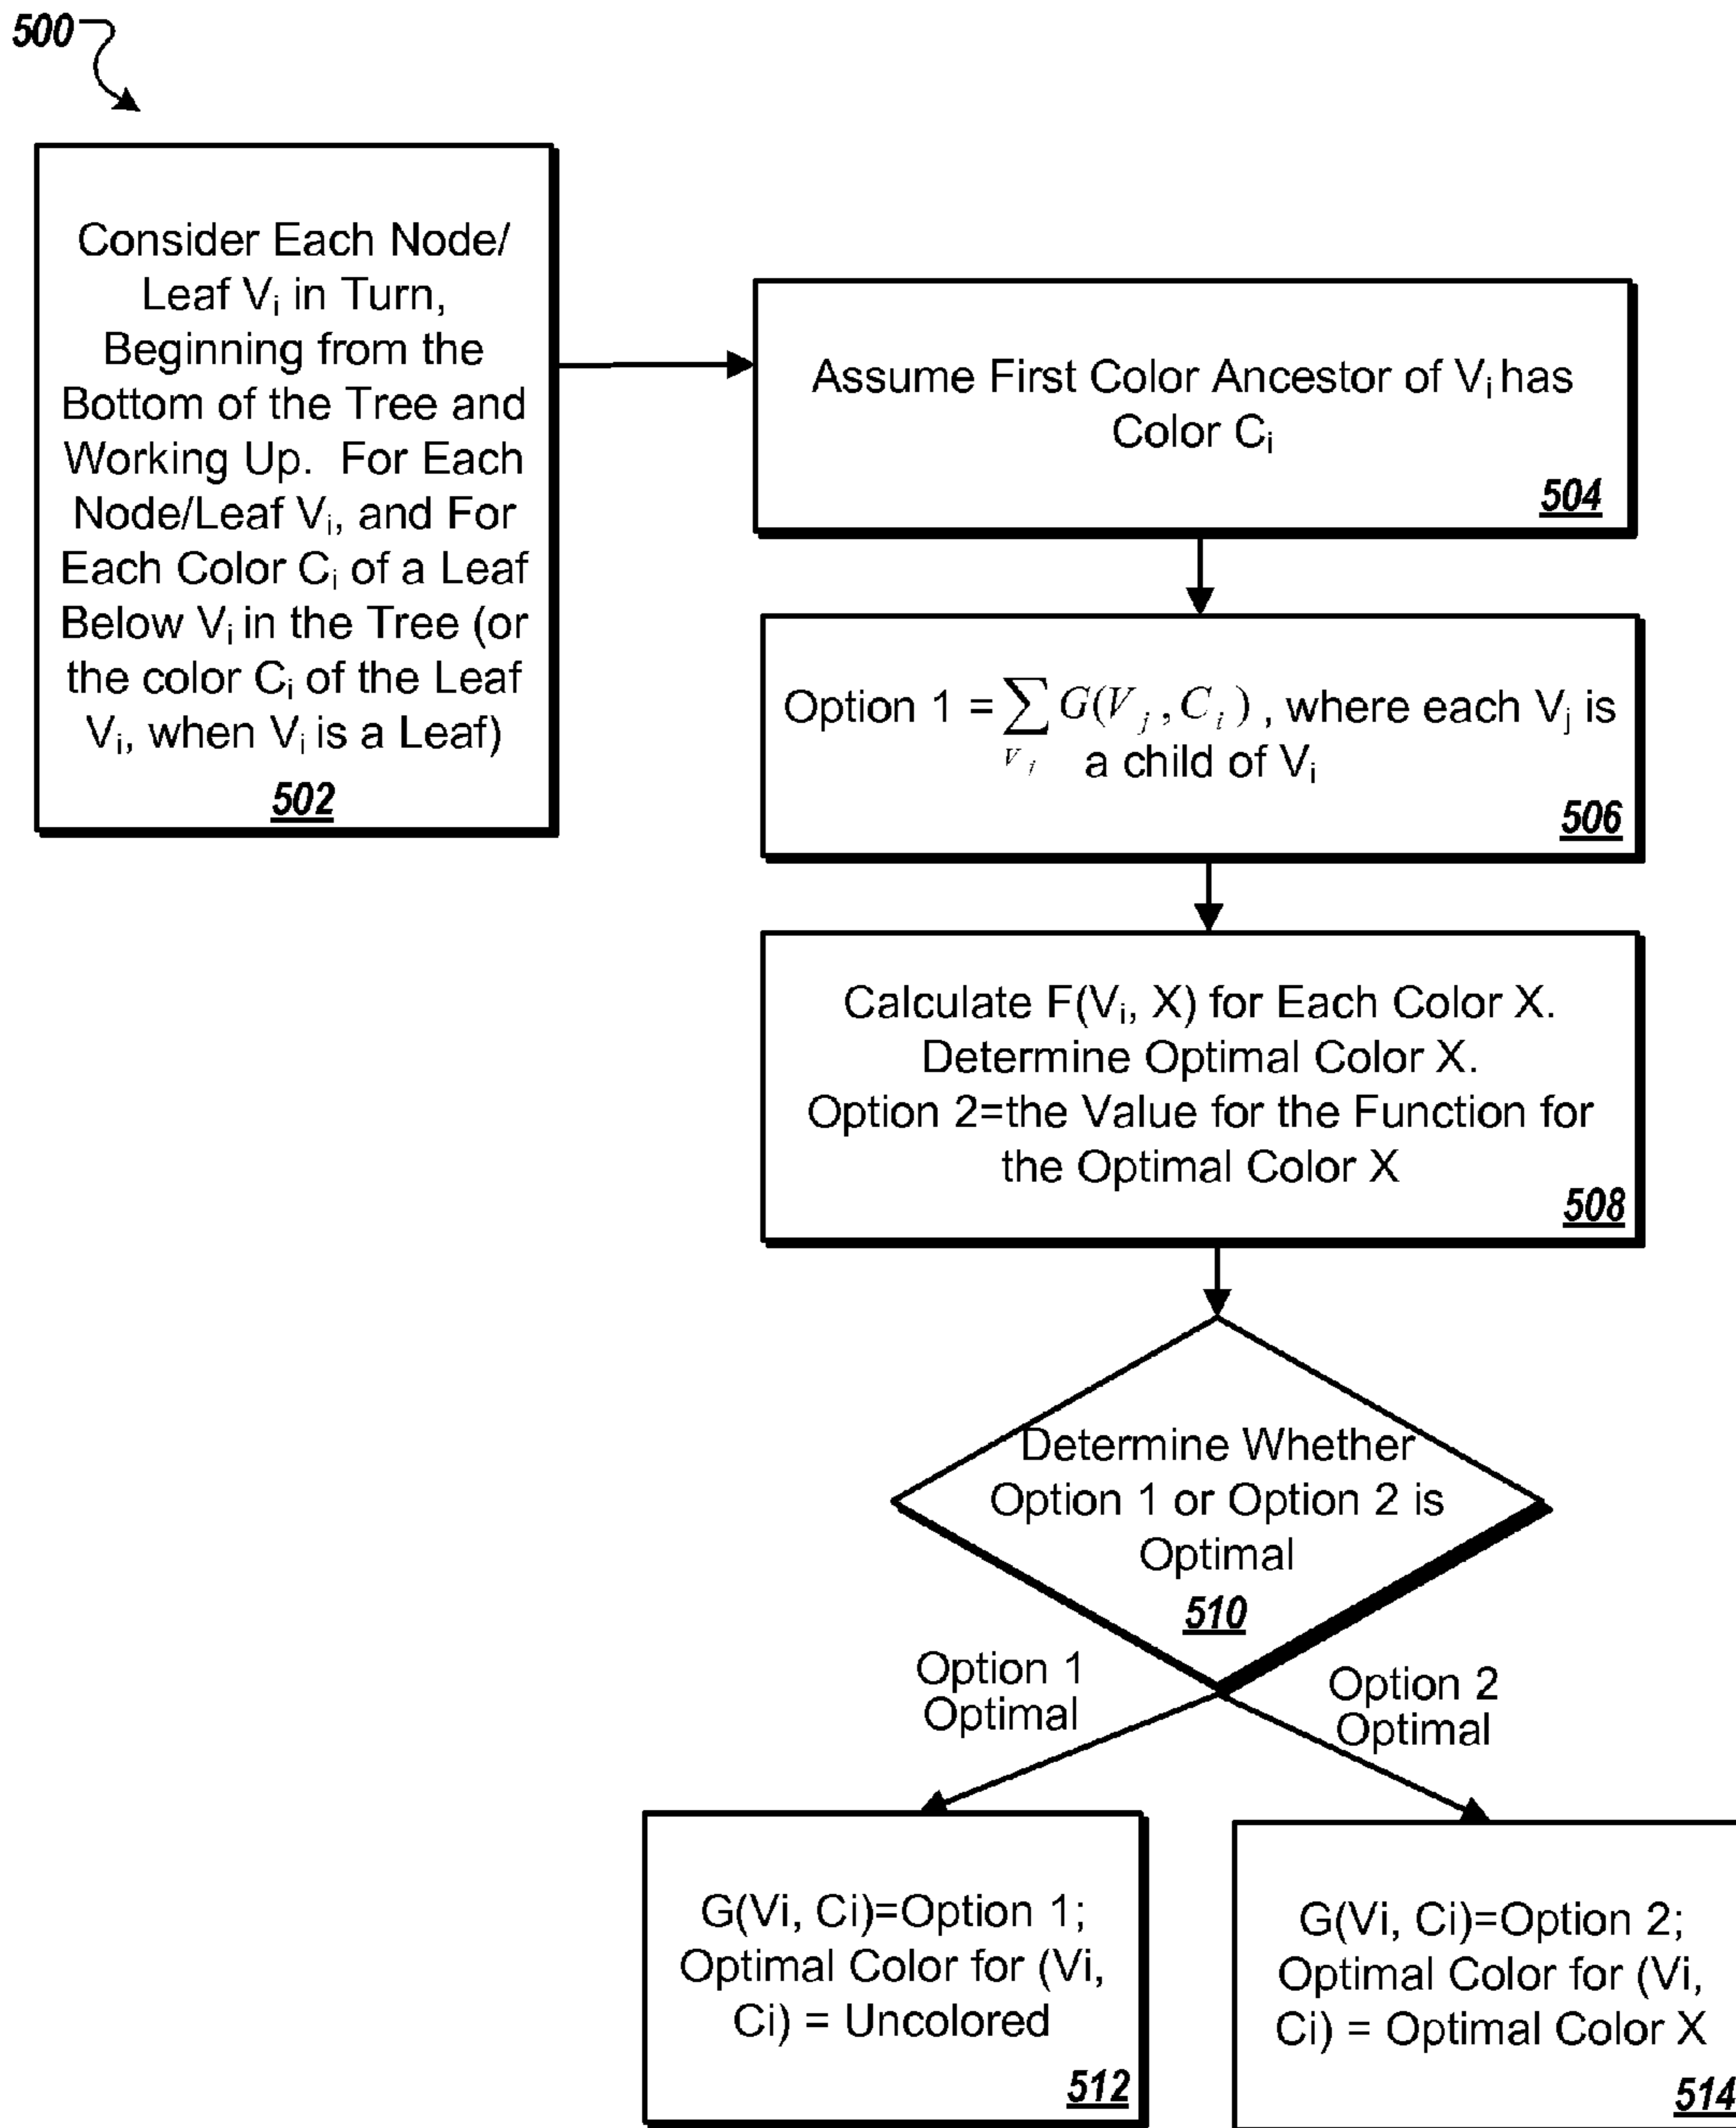 500
Consider Each Node/
Leaf Vi in Turn,
Beginning from the
Bottom of the Tree and
Working Up. For Each
Node/Leaf Vi, and For
Each Color Ci of a Leaf
Below Vi in the Tree (or
the color Ci of the Leaf
Vi, when Vi is a Leaf)
502
Assume First Color Ancestor of Vi has
Color Ci
504
Option 1 = ∑ G(Vj, Ci), where each Vj is
Vj a child of Vi
506
Calculate F(Vi, X) for Each Color X.
Determine Optimal Color X.
Option 2=the Value for the Function for
the Optimal Color X
508
Determine Whether
Option 1 or Option 2 is
Optimal
510
Option 1
Optimal
Option 2
Optimal
G(Vi, Ci)=Option 1;
Optimal Color for (Vi,
Ci) = Uncolored
512
G(Vi, Ci)=Option 2;
Optimal Color for (Vi,
Ci) = Optimal Color X
514